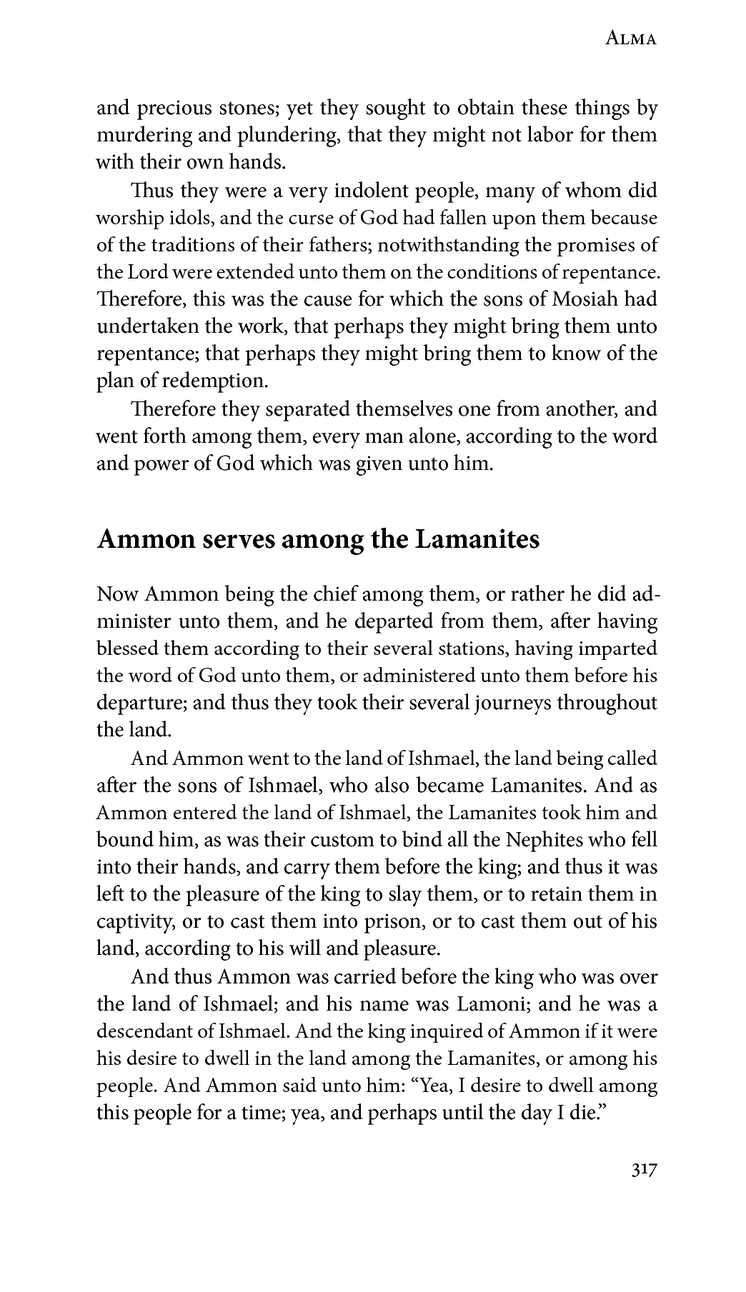 Alma
and precious stones; yet they sought to obtain these things by
murdering and plundering, that they might not labor for them
with their own hands.
Thus they were a very indolent people, many of whom did
worship idols, and the curse of God had fallen upon them because
of the traditions of their fathers; notwithstanding the promises of
the Lord were extended unto them on the conditions of repentance.
Therefore, this was the cause for which the sons of Mosiah had
undertaken the work, that perhaps they might bring them unto
repentance; that perhaps they might bring them to know of the
plan of redemption.
Therefore they separated themselves one from another, and
went forth among them, every man alone, according to the word
and power of God which was given unto him.
Ammon serves among the Lamanites
Now Ammon being the chief among them, or rather he did ad-
minister unto them, and he departed from them, after having
blessed them according to their several stations, having imparted
the word of God unto them, or administered unto them before his
departure; and thus they took their several journeys throughout
the land.
And Ammon went to the land of Ishmael, the land being called
after the sons of Ishmael, who also became Lamanites. And as
Ammon entered the land of Ishmael, the Lamanites took him and
bound him, as was their custom to bind all the Nephites who fell
into their hands, and carry them before the king; and thus it was
left to the pleasure of the king to slay them, or to retain them in
captivity, or to cast them into prison, or to cast them out of his
land, according to his will and pleasure.
And thus Ammon was carried before the king who was over
the land of Ishmael; and his name was Lamoni; and he was a
descendant of Ishmael. And the king inquired of Ammon if it were
his desire to dwell in the land among the Lamanites, or among his
people. And Ammon said unto him: “Yea, I desire to dwell among
this people for a time; yea, and perhaps until the day I die.”
317